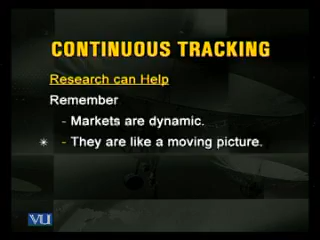 CONTINUOUS TRACKING
Research can Help
Remember
- Markets are dynamic.
- They are like a moving picture.
VU